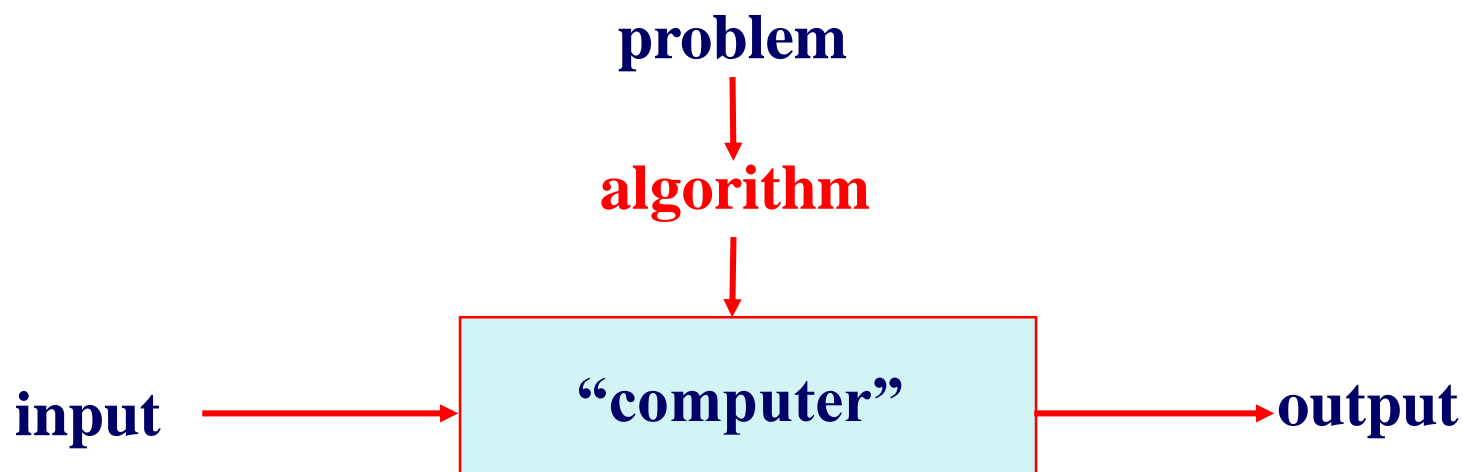 problem
algorithm
“computer”
input
output